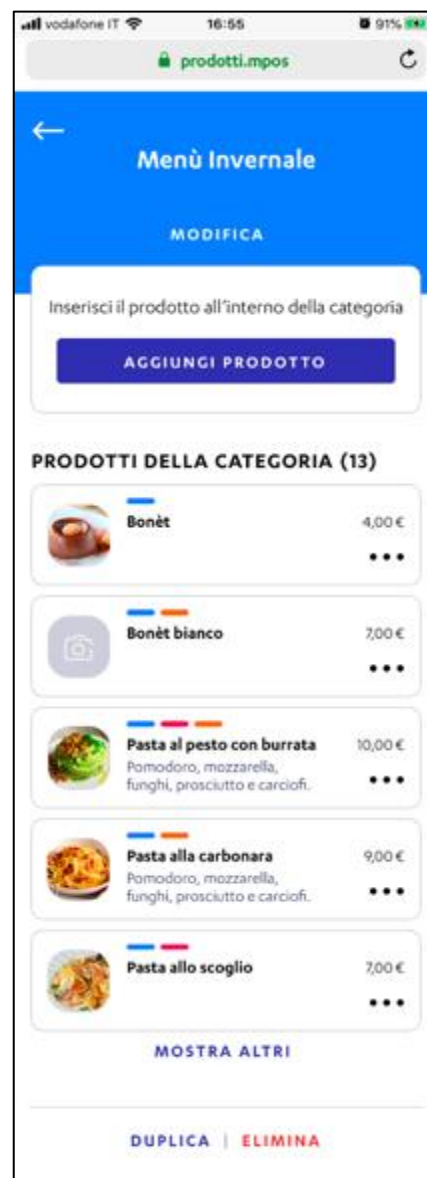 vodafone IT 16:55 91%
prodotti.mpos
Menù Invernale
MODIFICA
Inserisci il prodotto all'interno della categoria
AGGIUNGI PRODOTTO
PRODOTTI DELLA CATEGORIA (13)
Bonèt 4,00 €
Bonèt bianco 7,00 €
Pasta al pesto con burrata 10,00 €
Pomodoro, mozzarella,
funghi, prosciutto e carciofi..
Pasta alla carbonara 9,00 €
Pomodoro, mozzarella,
funghi, prosciutto e carciofi..
Pasta allo scoglio 7,00 €
MOSTRA ALTRI
DUPLICA | ELIMINA